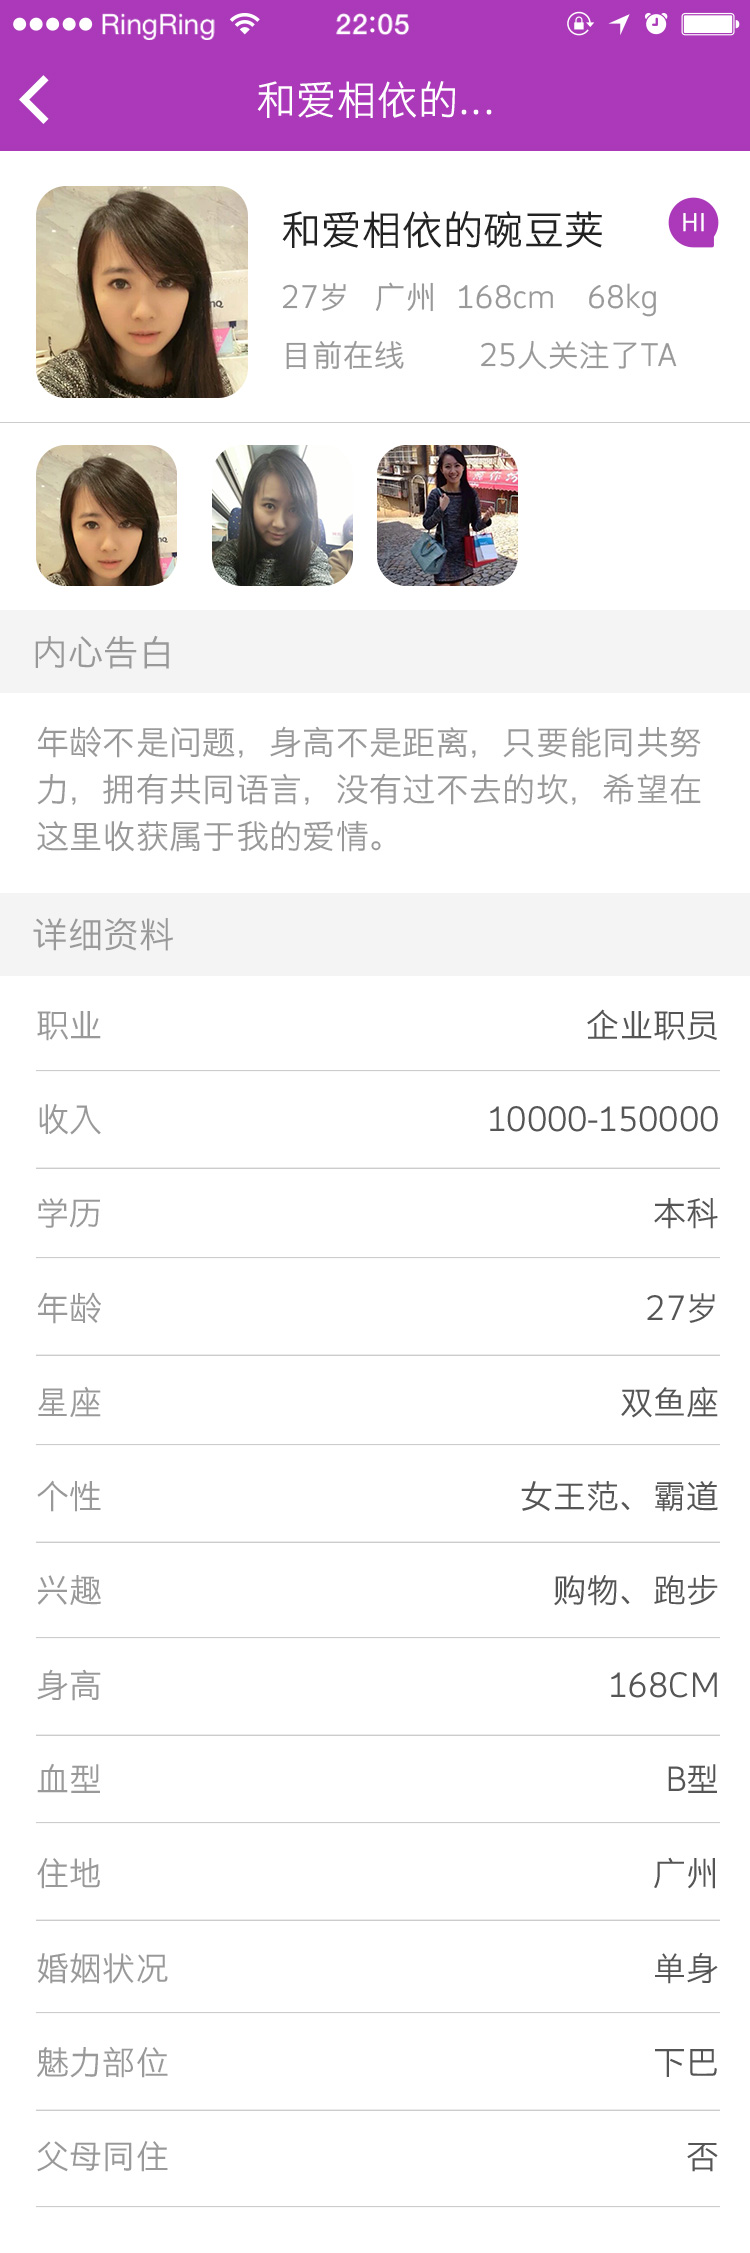 RingRing 22:05
和爱相依的...
和爱相依的碗豆荚
HI
27岁 广州 168cm 68kg
目前在线 25人关注了TA
内心告白
年龄不是问题，身高不是距离，只要能同共努
力，拥有共同语言，没有过不去的坎，希望在
这里收获属于我的爱情。
详细资料
职业 企业职员
收入 10000-150000
学历 本科
年龄 27岁
星座 双鱼座
个性 女王范、霸道
兴趣 购物、跑步
身高 168CM
血型 B型
住地 广州
婚姻状况 单身
魅力部位 下巴
父母同住 否